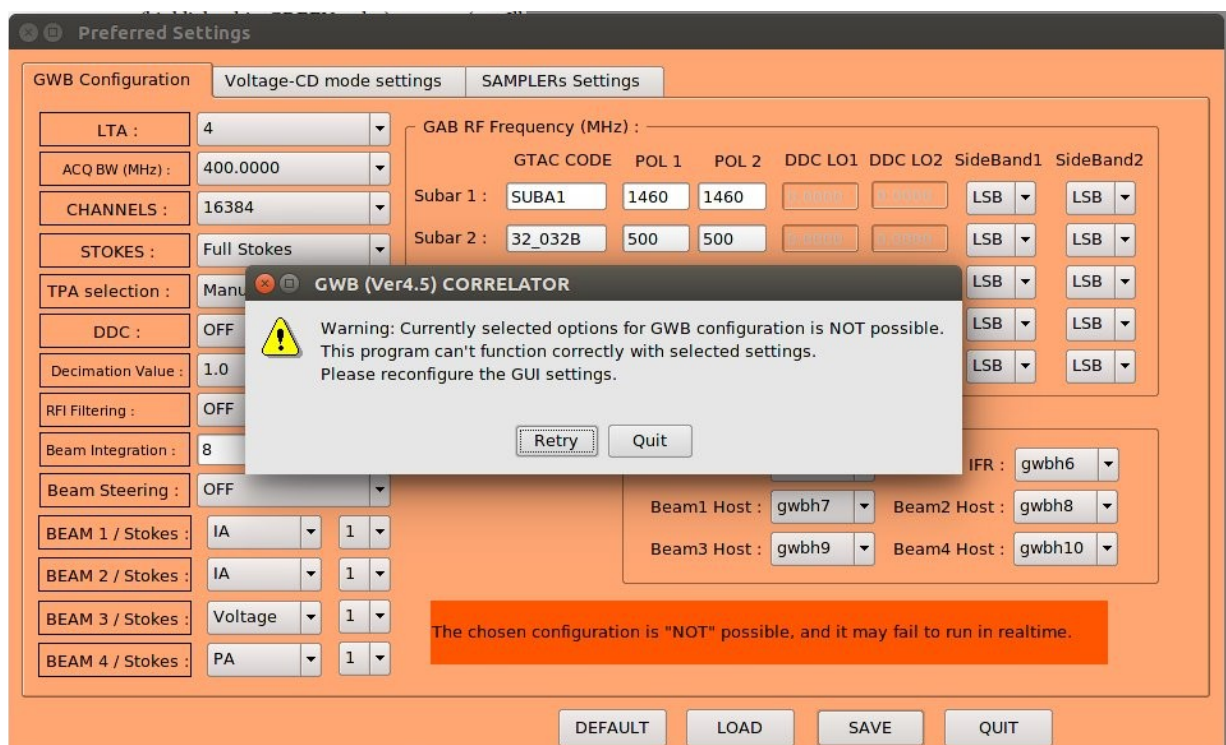 Preferred Settings
GWB Configuration Voltage-CD mode settings SAMPLERs Settings
LTA : 4
ACQ BW (MHz) : 400.0000
CHANNELS : 16384
STOKES : Full Stokes
TPA selection : Manu
DDC : OFF
Decimation Value : 1.0
RFI Filtering : OFF
Beam Integration : 8
Beam Steering : OFF
BEAM 1 / Stokes : IA 1
BEAM 2 / Stokes : IA 1
BEAM 3 / Stokes : Voltage 1
BEAM 4 / Stokes : PA 1
GAB RF Frequency (MHz) :
GTAC CODE POL 1 POL 2 DDC LO1 DDC LO2 SideBand1 SideBand2
Subar 1 : SUBA1 1460 1460 LSB LSB
Subar 2 : 32_032B 500 500 LSB LSB
LSB LSB
LSB LSB
LSB LSB
GWB (Ver4.5) CORRELATOR
Warning: Currently selected options for GWB configuration is NOT possible.
This program can't function correctly with selected settings.
Please reconfigure the GUI settings.
Retry Quit
IFR : gwbh6
Beam1 Host : gwbh7 Beam2 Host : gwbh8
Beam3 Host : gwbh9 Beam4 Host : gwbh10
The chosen configuration is "NOT" possible, and it may fail to run in realtime.
DEFAULT LOAD SAVE QUIT